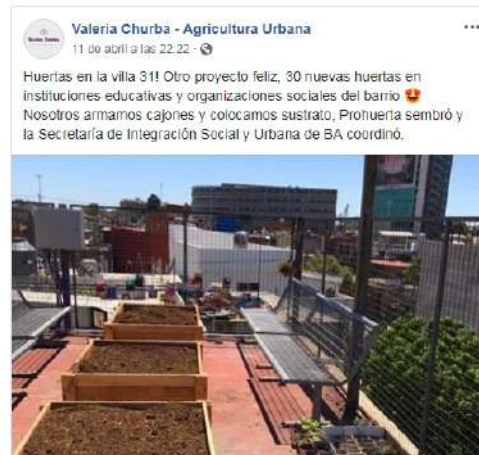 Valeria Churba - Agricultura Urbana
11 de abril a las 22:22 ·
Huertas en la villa 31! Otro proyecto feliz, 30 nuevas huertas en
instituciones educativas y organizaciones sociales del barrio 😍
Nosotros armamos cajones y colocamos sustrato, Prohuerta sembró y
la Secretaría de Integración Social y Urbana de BA coordinó.